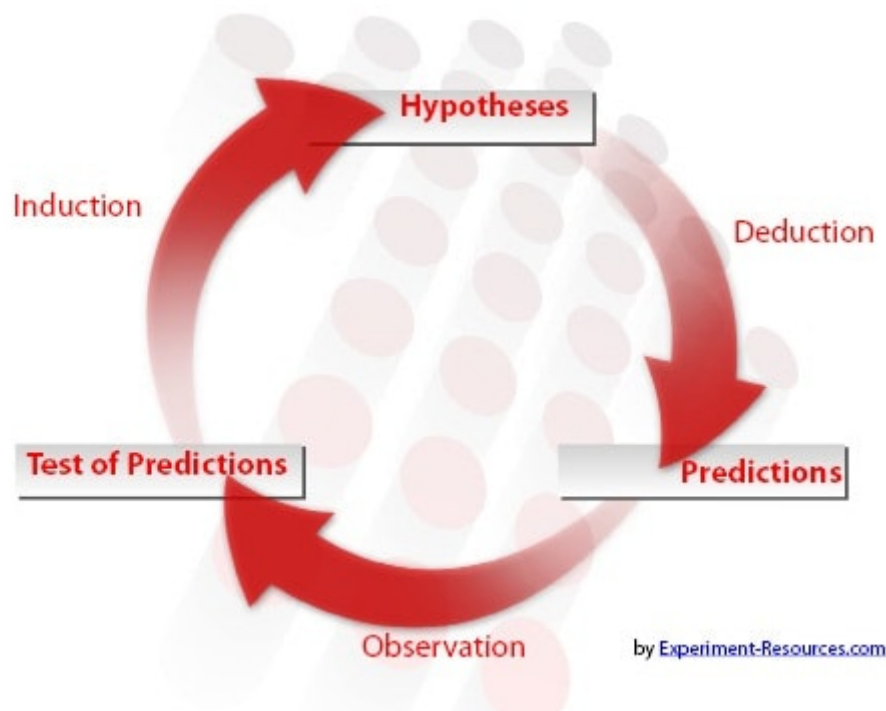 Hypotheses
Induction
Deduction
Test of Predictions
Predictions
Observation
by Experiment-Resources.com